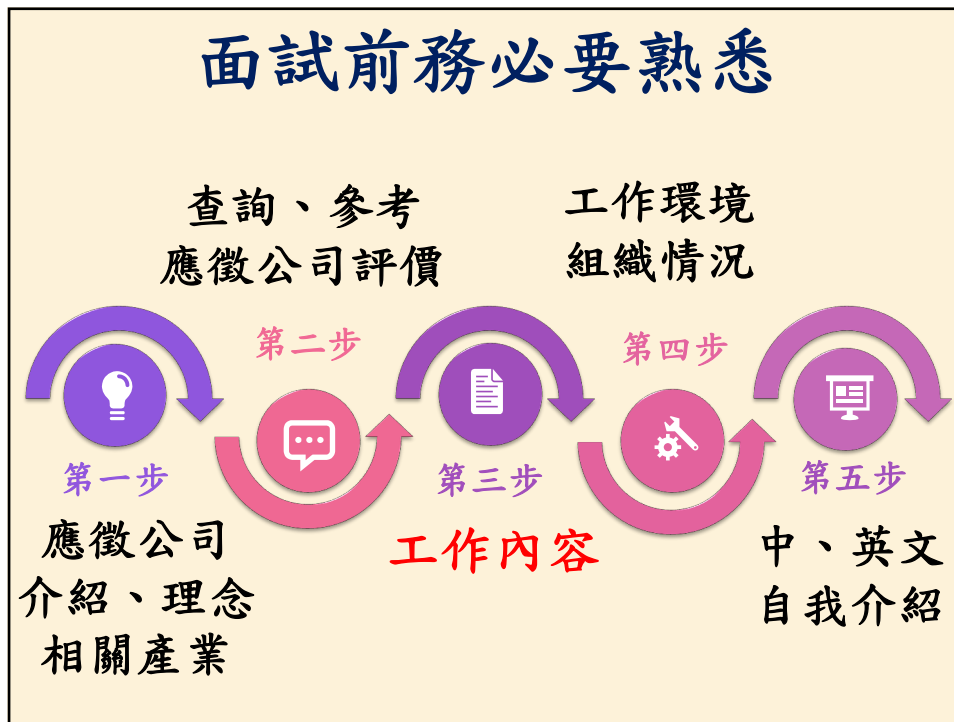 面試前務必要熟悉
第一步
應徵公司
介紹、理念
相關產業
查詢、參考
應徵公司評價
第二步
第三步
工作內容
工作環境
組織情況
第四步
第五步
中、英文
自我介紹